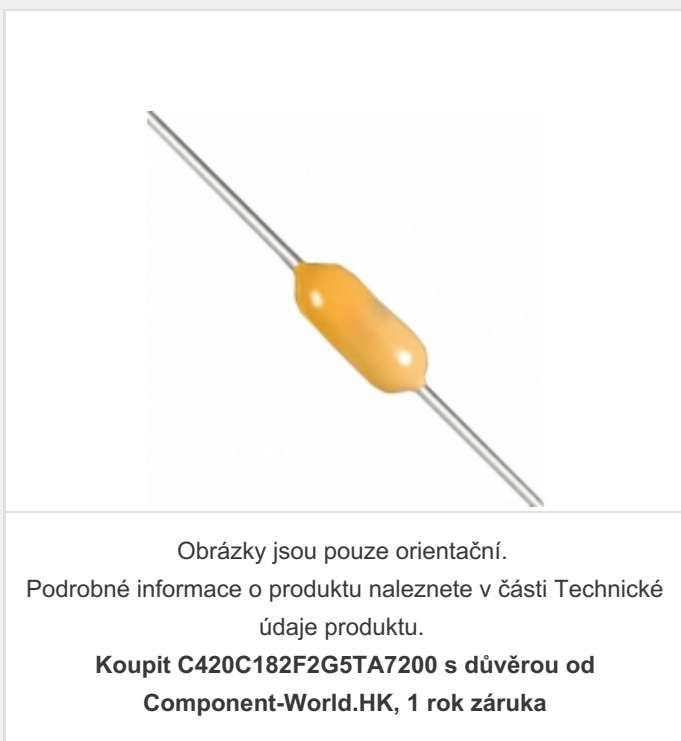 Obrázky jsou pouze orientační.
Podrobné informace o produktu naleznete v části Technické
údaje produktu.
Koupit C420C182F2G5TA7200 s důvěrou od
Component-World.HK, 1 rok záruka